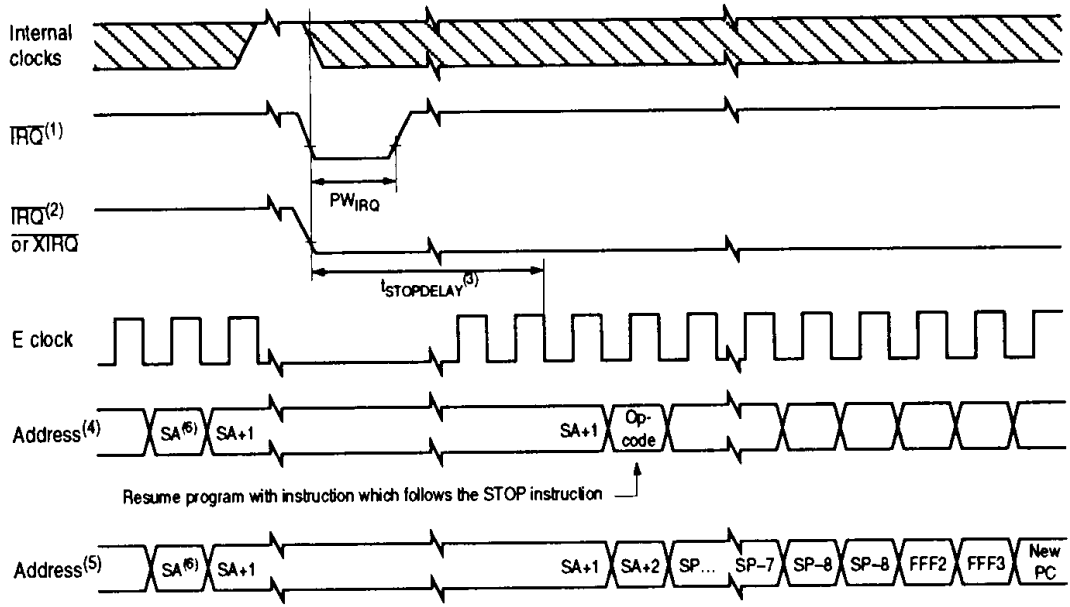 Internal
clocks
IRQ(1)
PWIRQ
IRQ(2)
or XIRQ
tSTOPDELAY(3)
E clock
Address(4) SA(6) SA+1 SA+1 Op-
code
Resume program with instruction which follows the STOP instruction
Address(5) SA(6) SA+1 SA+1 SA+2 SP... SP–7 SP–8 SP–8 FFF2 FFF3 New
PC